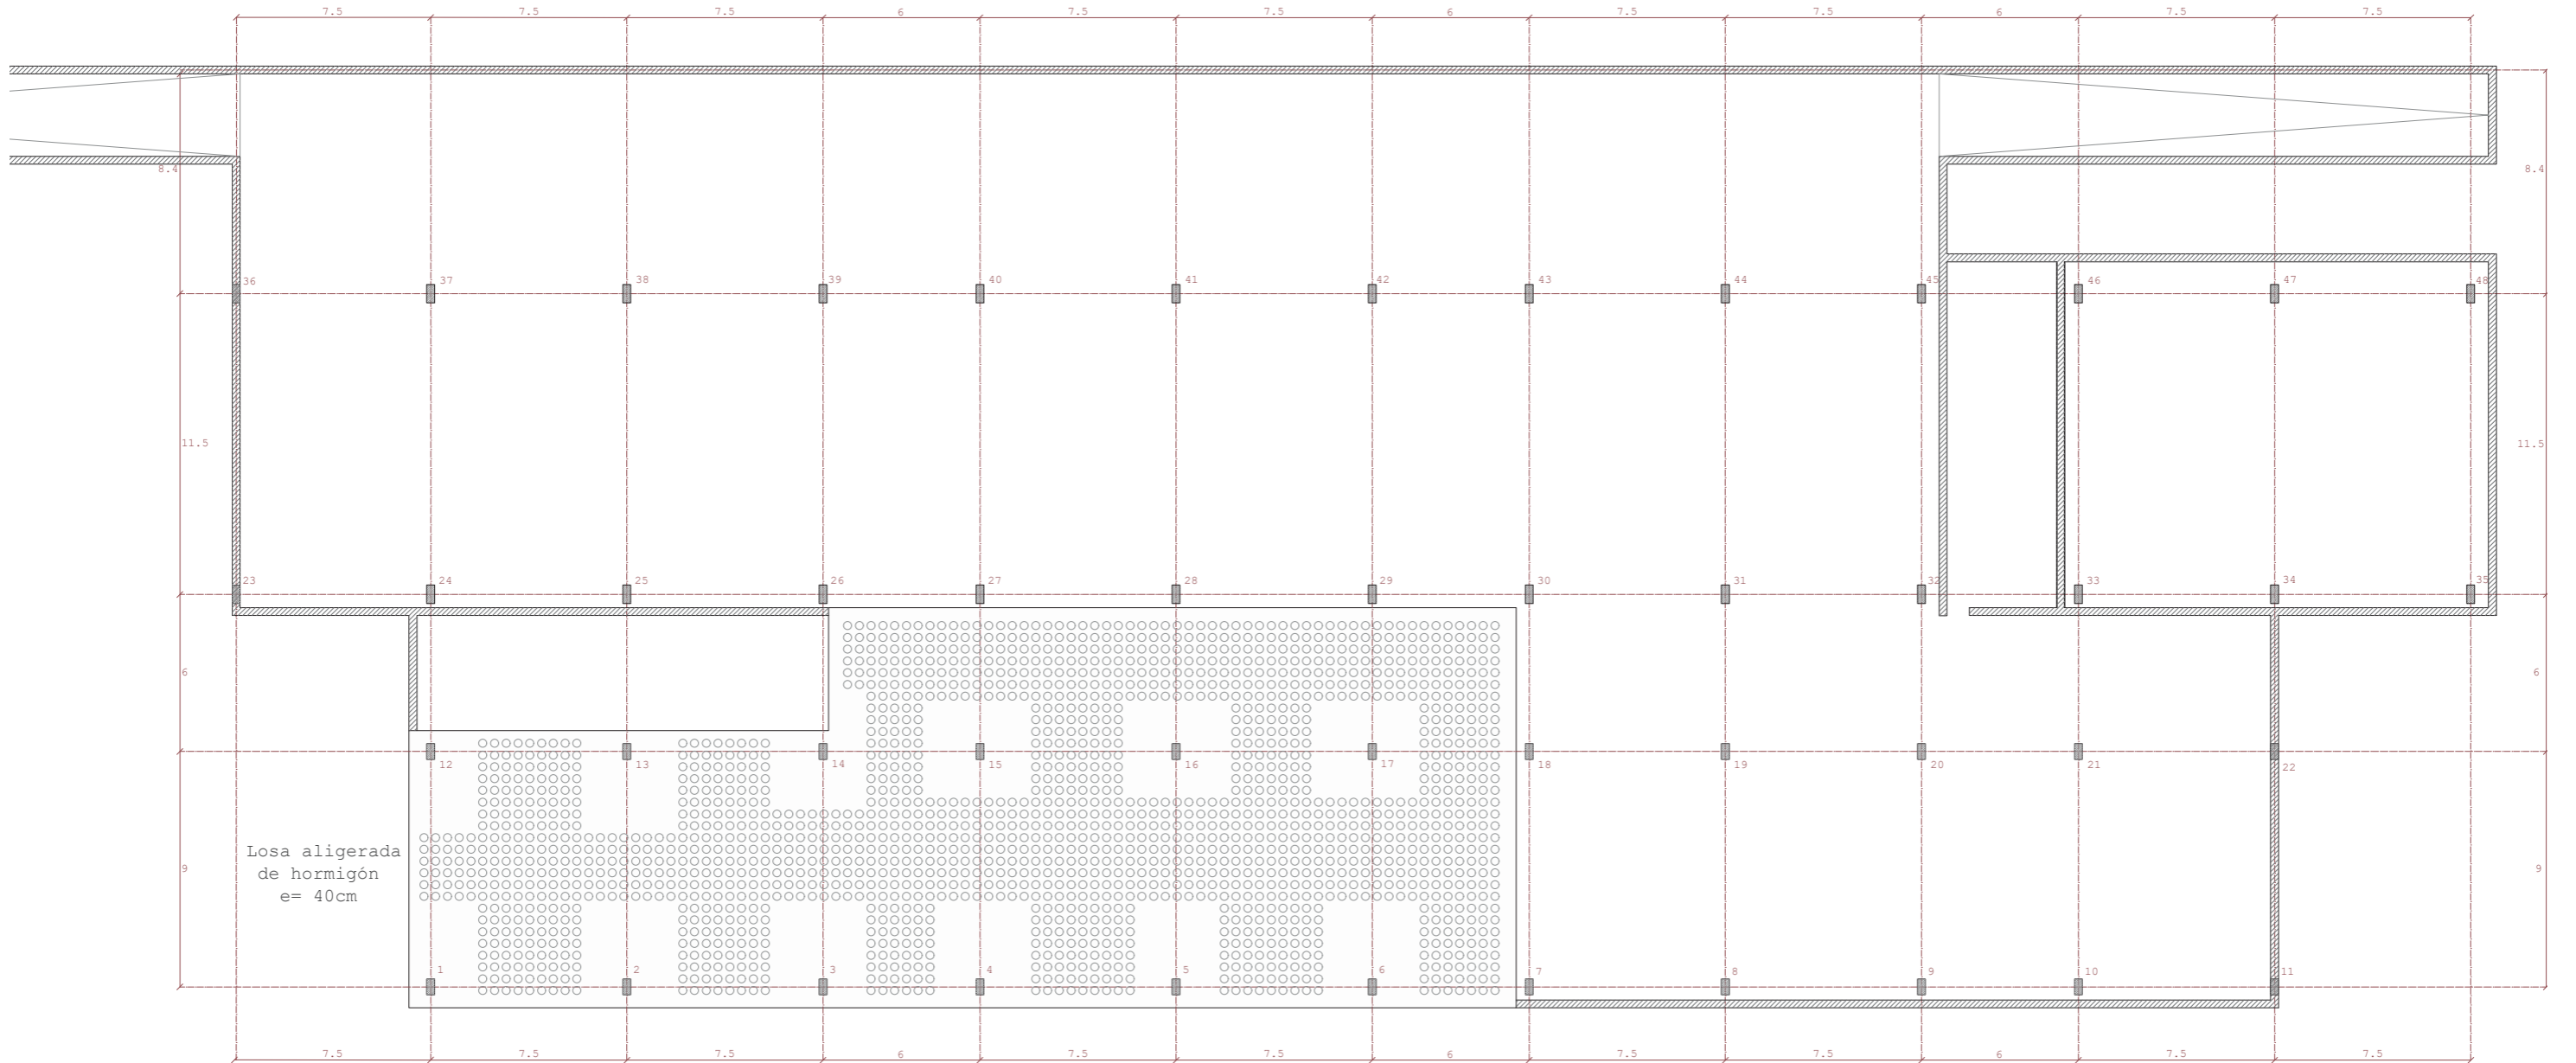 7.5 7.5 7.5 6 7.5 7.5 6 7.5 7.5 6 7.5 7.5
8.4 8.4
36 37 38 39 40 41 42 43 44 45 46 47 48
11.5 11.5
23 24 25 26 27 28 29 30 31 32 33 34 35
6 6
12 13 14 15 16 17 18 19 20 21 22
Losa aligerada
de hormigón
e= 40cm
9 9
1 2 3 4 5 6 7 8 9 10 11
7.5 7.5 7.5 6 7.5 7.5 6 7.5 7.5 6 7.5 7.5